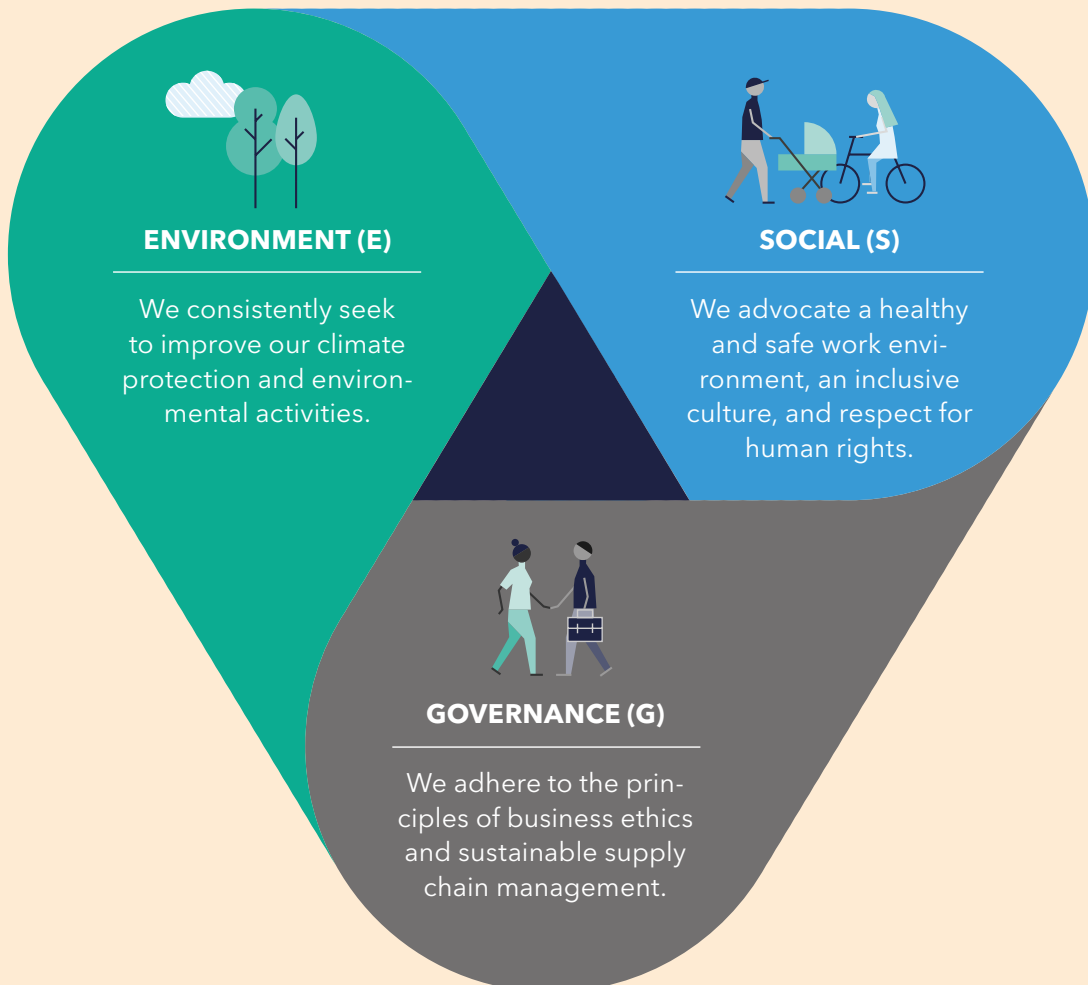 ENVIRONMENT (E)
We consistently seek
to improve our climate
protection and environ-
mental activities.
SOCIAL (S)
We advocate a healthy
and safe work envi-
ronment, an inclusive
culture, and respect for
human rights.
GOVERNANCE (G)
We adhere to the prin-
ciples of business ethics
and sustainable supply
chain management.